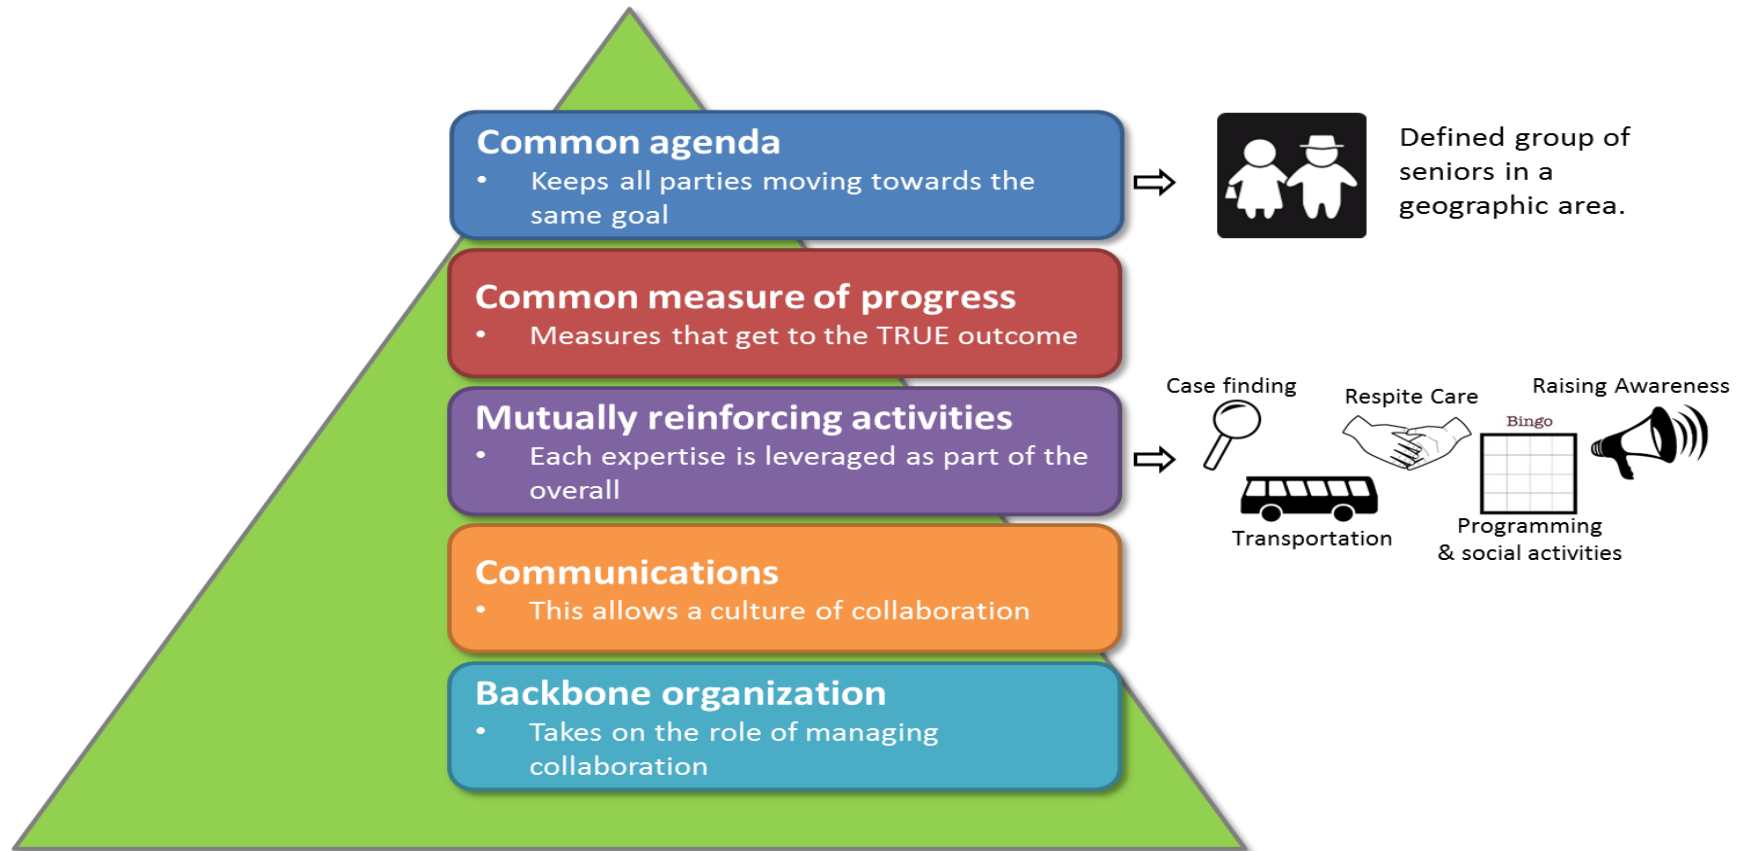 Common agenda
• Keeps all parties moving towards the
same goal
Defined group of
seniors in a
geographic area.
Common measure of progress
• Measures that get to the TRUE outcome
Mutually reinforcing activities
• Each expertise is leveraged as part of the
overall
Case finding
Respite Care
Raising Awareness
Bingo
Transportation
Programming
& social activities
Communications
• This allows a culture of collaboration
Backbone organization
• Takes on the role of managing
collaboration